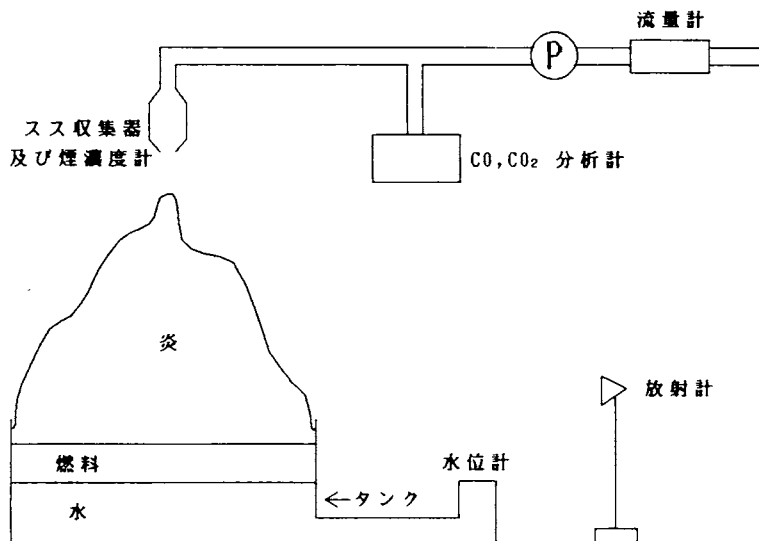 流量計
P
スス収集器
及び煙濃度計
CO,CO₂ 分析計
炎
放射計
燃料
水位計
←タンク
水